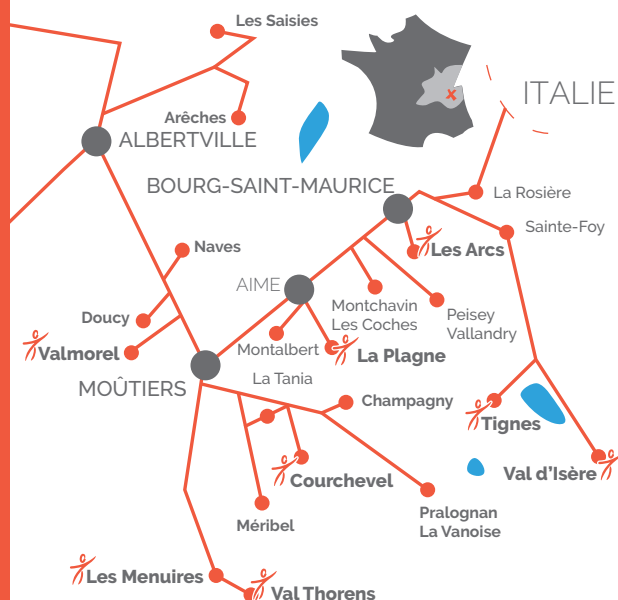 Les Saisies
ITALIE
Arêches
ALBERTVILLE
BOURG-SAINT-MAURICE
La Rosière
Sainte-Foy
Naves
Les Arcs
AIME
Montchavin
Les Coches
Peisey
Vallandry
Doucy
Valmorel
Montalbert
La Plagne
La Tania
MOÛTIERS
Champagny
Tignes
Val d'Isère
Courchevel
Méribel
Pralognan
La Vanoise
Les Menuires
Val Thorens